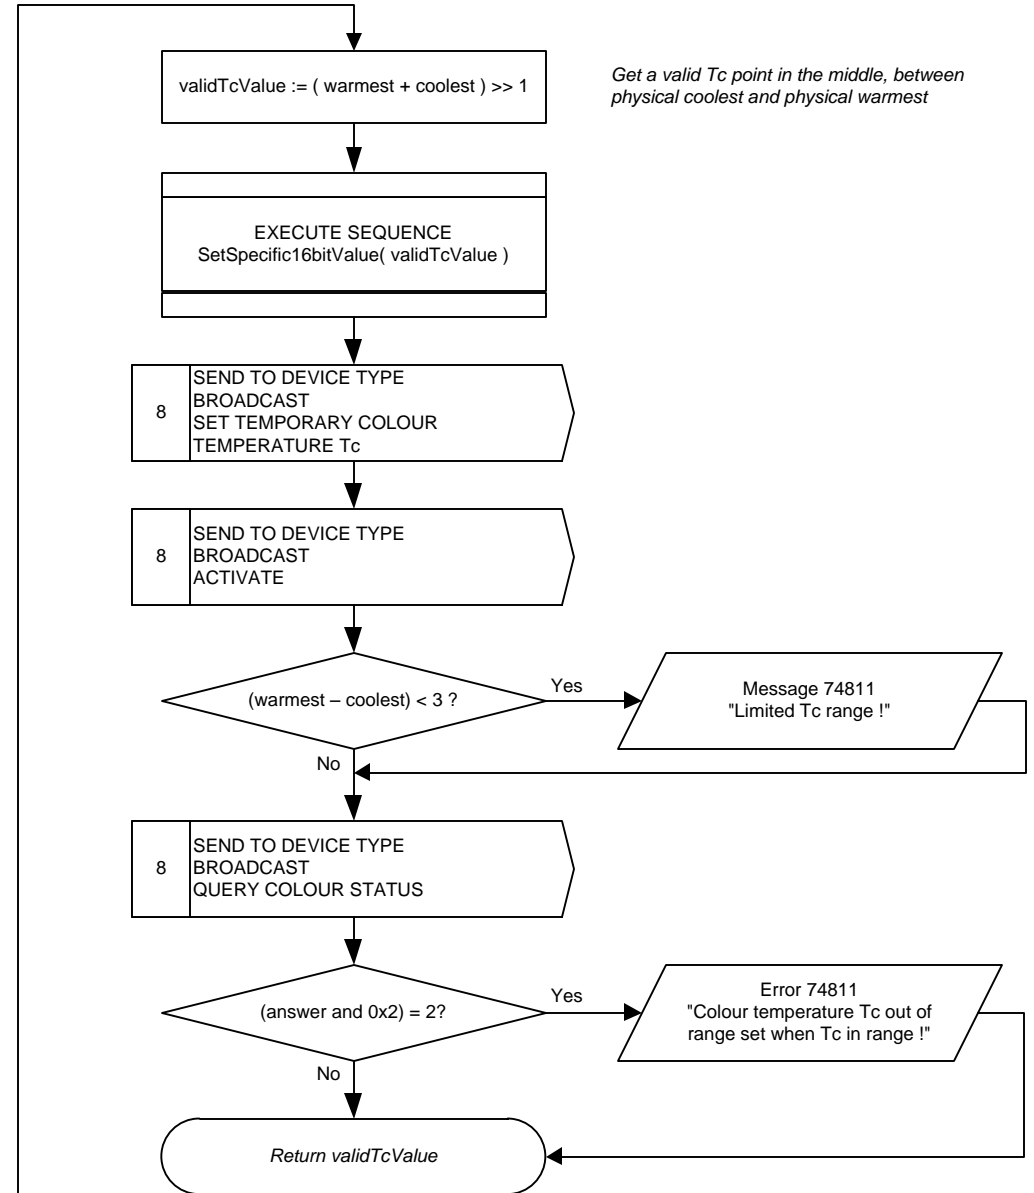 validTcValue := ( warmest + coolest ) >> 1
Get a valid Tc point in the middle, between
physical coolest and physical warmest
EXECUTE SEQUENCE
SetSpecific16bitValue( validTcValue )
8
SEND TO DEVICE TYPE
BROADCAST
SET TEMPORARY COLOUR
TEMPERATURE Tc
8
SEND TO DEVICE TYPE
BROADCAST
ACTIVATE
(warmest – coolest) < 3 ?
Yes
Message 74811
"Limited Tc range !"
No
8
SEND TO DEVICE TYPE
BROADCAST
QUERY COLOUR STATUS
(answer and 0x2) = 2?
Yes
Error 74811
"Colour temperature Tc out of
range set when Tc in range !"
No
Return validTcValue